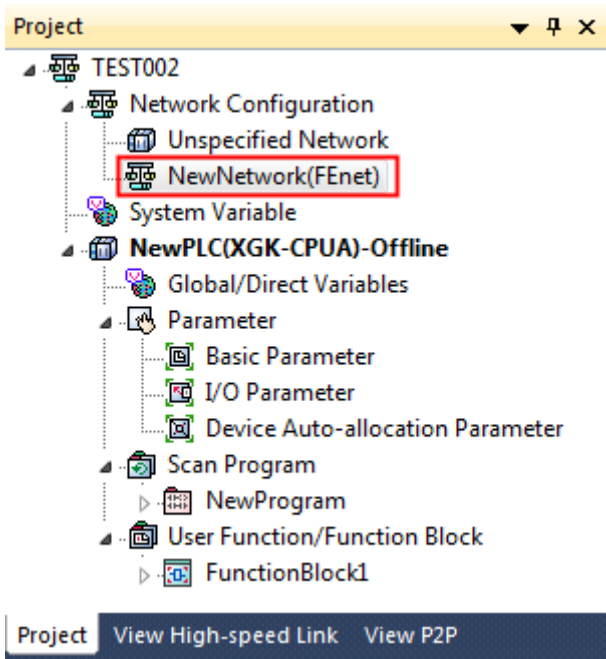 Project
TEST002
Network Configuration
Unspecified Network
NewNetwork(FEnet)
System Variable
NewPLC(XGK-CPUA)-Offline
Global/Direct Variables
Parameter
Basic Parameter
I/O Parameter
Device Auto-allocation Parameter
Scan Program
NewProgram
User Function/Function Block
FunctionBlock1
Project View High-speed Link View P2P